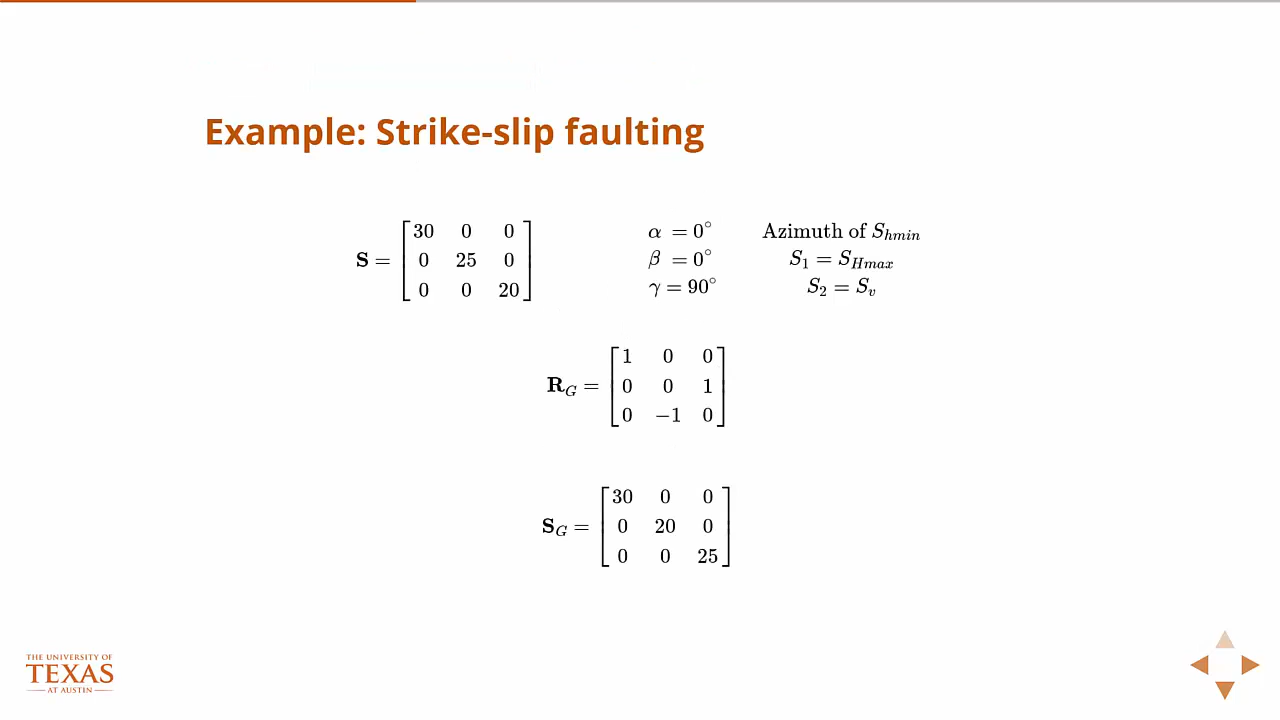 Example: Strike-slip faulting
S = [30 0 0
0 25 0
0 0 20]
α = 0° Azimuth of S_hmin
β = 0° S_1 = S_Hmax
γ = 90° S_2 = S_v
R_G = [1 0 0
0 0 1
0 −1 0]
S_G = [30 0 0
0 20 0
0 0 25]
THE UNIVERSITY OF
TEXAS
AT AUSTIN